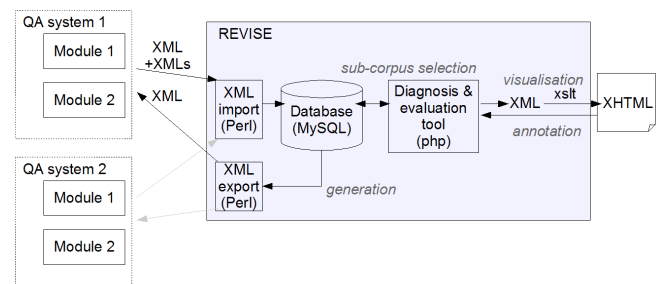 QA system 1
Module 1
Module 2
XML
+XMLs
XML
QA system 2
Module 1
Module 2
REVISE
XML
import
(Perl)
XML
export
(Perl)
Database
(MySQL)
generation
sub-corpus selection
Diagnosis &
evaluation
tool
(php)
visualisation
XML
xslt
annotation
XHTML